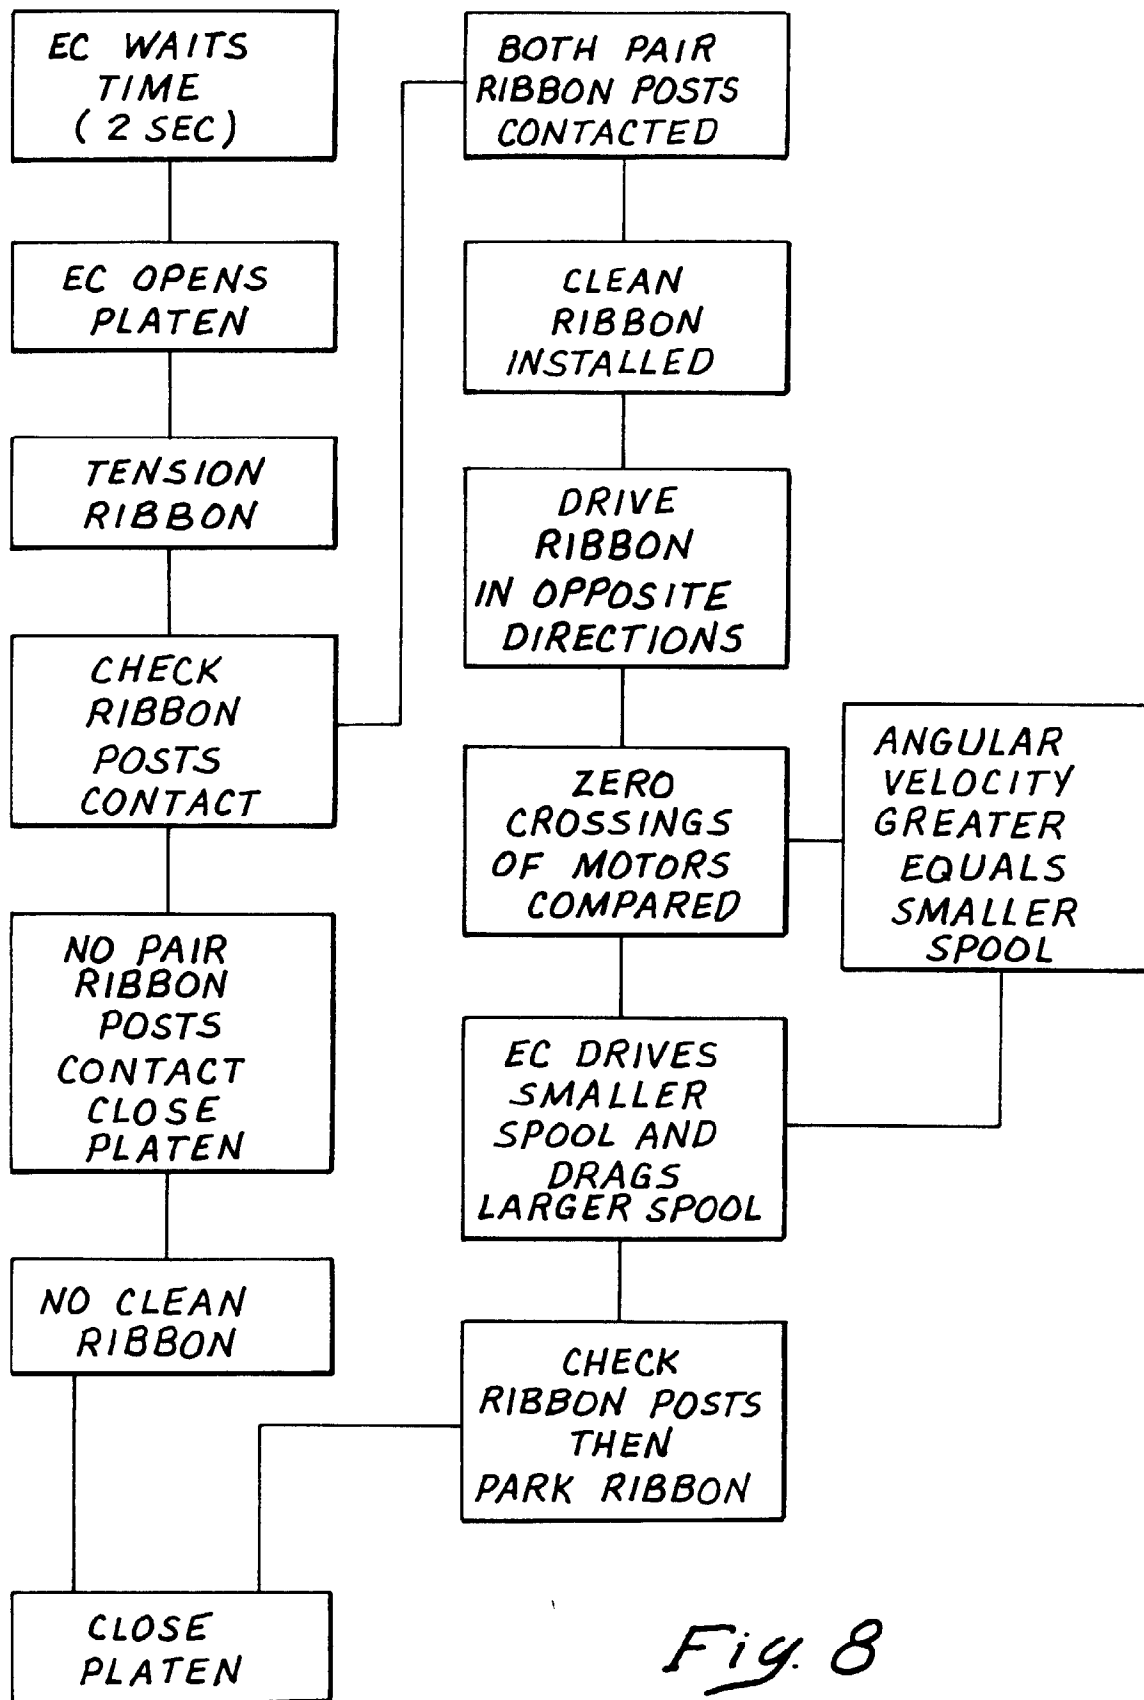 EC WAITS
TIME
(2 SEC)
EC OPENS
PLATEN
TENSION
RIBBON
CHECK
RIBBON
POSTS
CONTACT
NO PAIR
RIBBON
POSTS
CONTACT
CLOSE
PLATEN
NO CLEAN
RIBBON
CLOSE
PLATEN
BOTH PAIR
RIBBON POSTS
CONTACTED
CLEAN
RIBBON
INSTALLED
DRIVE
RIBBON
IN OPPOSITE
DIRECTIONS
ZERO
CROSSINGS
OF MOTORS
COMPARED
ANGULAR
VELOCITY
GREATER
EQUALS
SMALLER
SPOOL
EC DRIVES
SMALLER
SPOOL AND
DRAGS
LARGER SPOOL
CHECK
RIBBON POSTS
THEN
PARK RIBBON
Fig. 8